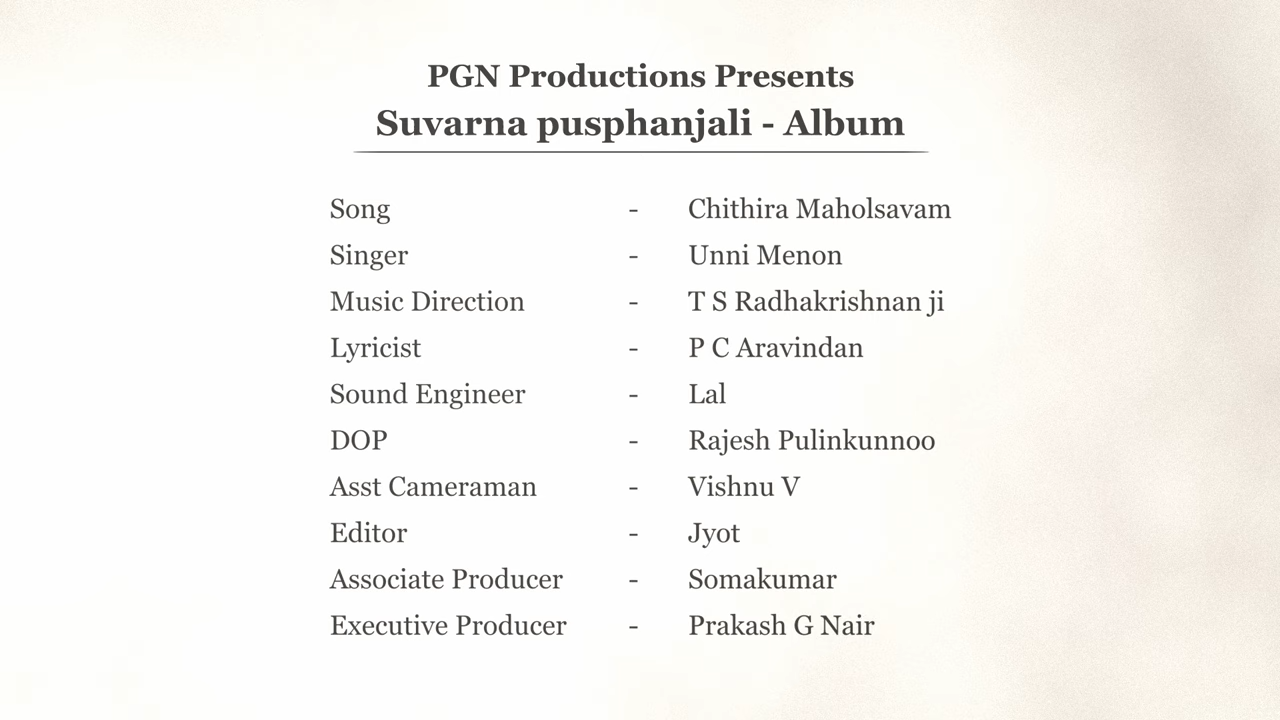 PGN Productions Presents
Suvarna pusphanjali - Album
Song - Chithira Maholsavam
Singer - Unni Menon
Music Direction - T S Radhakrishnan ji
Lyricist - P C Aravindan
Sound Engineer - Lal
DOP - Rajesh Pulinkunnoo
Asst Cameraman - Vishnu V
Editor - Jyot
Associate Producer - Somakumar
Executive Producer - Prakash G Nair